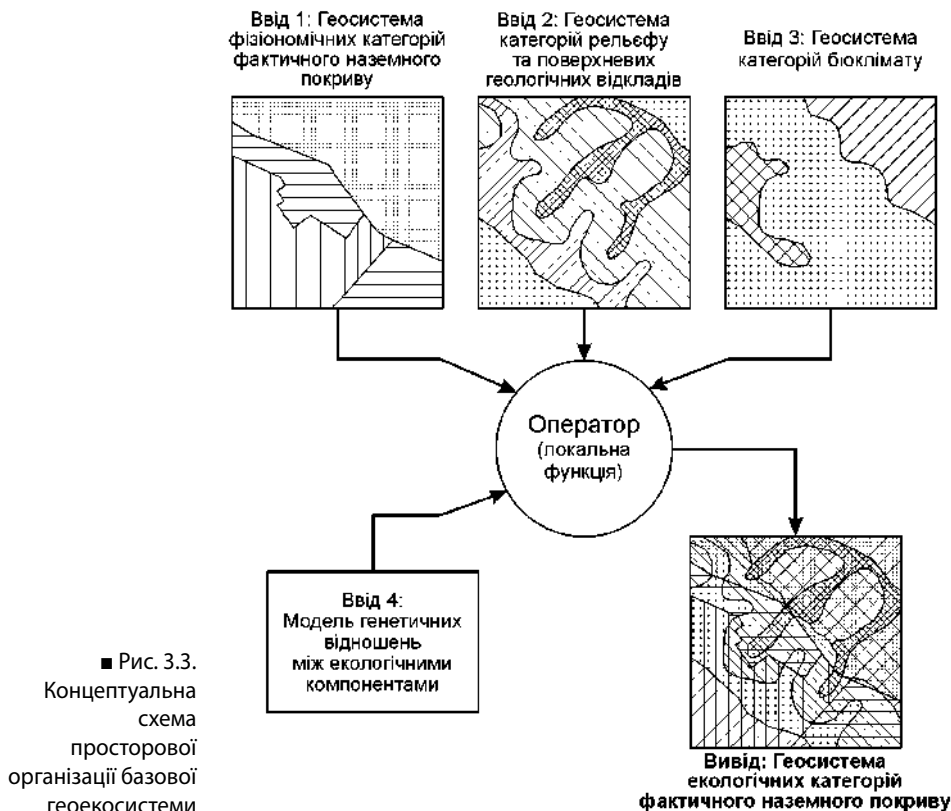 Ввід 1: Геосистема
фізіономічних категорій
фактичного наземного
покриву
Ввід 2: Геосистема
категорій рельєфу
та поверхневих
геологічних відкладів
Ввід 3: Геосистема
категорій біоклімату
Оператор
(локальна
функція)
Ввід 4:
Модель генетичних
відношень
між екологічними
компонентами
■ Рис. 3.3.
Концептуальна
схема
просторової
організації базової
геоекосистеми
Вивід: Геосистема
екологічних категорій
фактичного наземного покриву